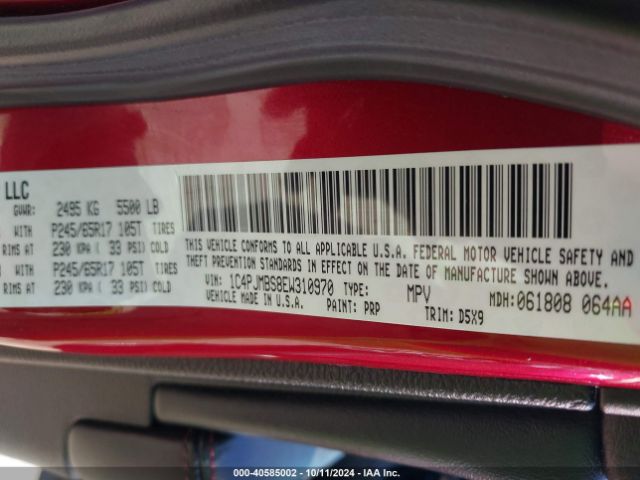 LLC
GVWR: 2495 KG 5500 LB
WITH P245/65R17 105T TIRES
RIMS AT 230 KPA ( 33 PSI) COLD
WITH P245/65R17 105T TIRES
RIMS AT 230 KPA ( 33 PSI) COLD
THIS VEHICLE CONFORMS TO ALL APPLICABLE U.S.A. FEDERAL MOTOR VEHICLE SAFETY AND
THEFT PREVENTION STANDARDS IN EFFECT ON THE DATE OF MANUFACTURE SHOWN ABOVE.
VIN: 1C4PJMBS8EW310970 TYPE: MPV MDH: 061808 064AA
VEHICLE MADE IN U.S.A. PAINT: PRP TRIM: D5X9
000-40585002 - 10/11/2024 - IAA Inc.